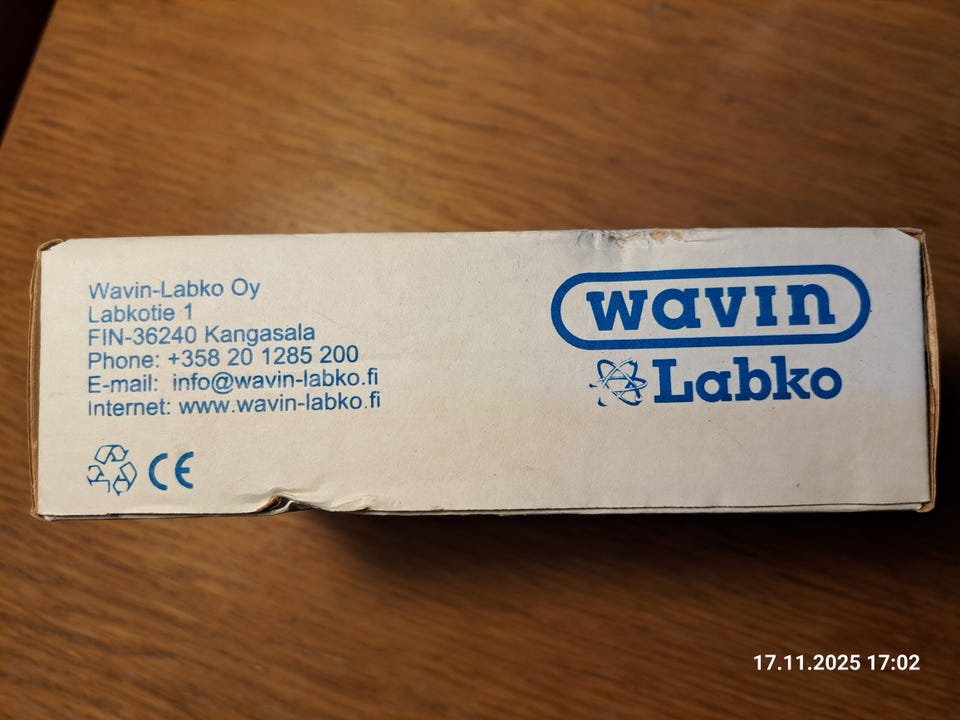 Wavin-Labko Oy
Labkotie 1
FIN-36240 Kangasala
Phone: +358 20 1285 200
E-mail: info@wavin-labko.fi
Internet: www.wavin-labko.fi
CE
wavin
Labko
17.11.2025 17:02